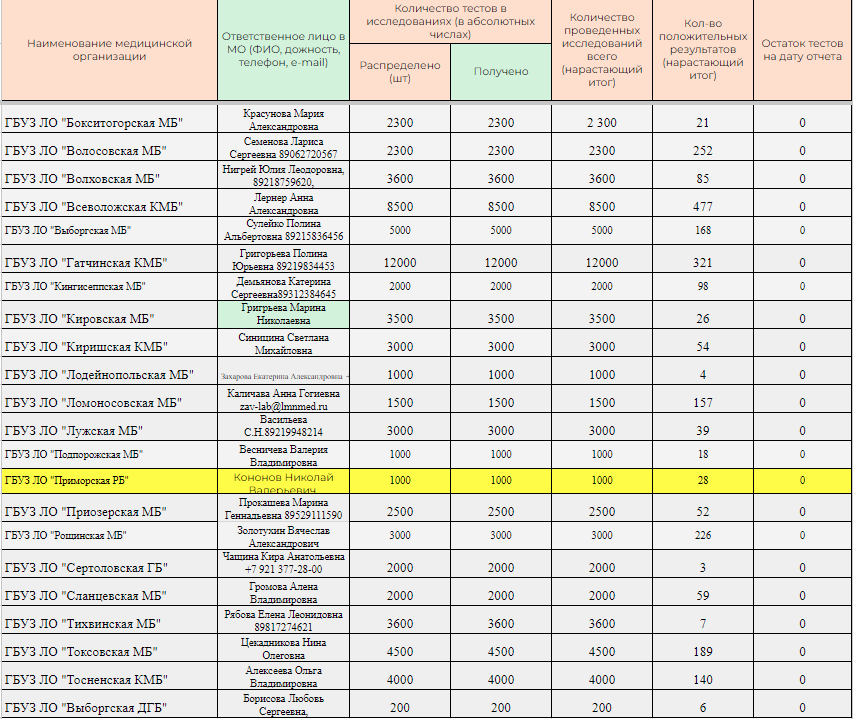 Наименование медицинской организации
Ответственное лицо в МО (ФИО, дожность, телефон, e-mail)
Количество тестов в исследованиях (в абсолютных числах)
Распределено (шт)
Получено
Количество проведенных исследований всего (нарастающий итог)
Кол-во положительных результатов (нарастающий итог)
Остаток тестов на дату отчета
ГБУЗ ЛО "Бокситогорская МБ" Красунова Мария Александровна 2300 2300 2 300 21 0
ГБУЗ ЛО "Волосовская МБ" Семенова Лариса Сергеевна 89062720567 2300 2300 2300 252 0
ГБУЗ ЛО "Волховская МБ" Нигрей Юлия Леодоровна, 89218759620, 3600 3600 3600 85 0
ГБУЗ ЛО "Всеволожская КМБ" Лернер Анна Александровна 8500 8500 8500 477 0
ГБУЗ ЛО "Выборгская МБ" Сулейко Полина Альбертовна 89215836456 5000 5000 5000 168 0
ГБУЗ ЛО "Гатчинская КМБ" Григорьева Полина Юрьевна 89219834453 12000 12000 12000 321 0
ГБУЗ ЛО "Кингисеппская МБ" Демьянова Катерина Сергеевна89312384645 2000 2000 2000 98 0
ГБУЗ ЛО "Кировская МБ" Григрьева Марина Николаевна 3500 3500 3500 26 0
ГБУЗ ЛО "Киришская КМБ" Синицина Светлана Михайловна 3000 3000 3000 54 0
ГБУЗ ЛО "Лодейнопольская МБ" Захарова Екатерина Александровна - 1000 1000 1000 4 0
ГБУЗ ЛО "Ломоносовская МБ" Каличава Анна Гогиевна zav-lab@lmnmed.ru 1500 1500 1500 157 0
ГБУЗ ЛО "Лужская МБ" Васильева С.Н.89219948214 3000 3000 3000 39 0
ГБУЗ ЛО "Подпорожская МБ" Весничева Валерия Владимировна 1000 1000 1000 18 0
ГБУЗ ЛО "Приморская РБ" Кононов Николай Валерьевич 1000 1000 1000 28 0
ГБУЗ ЛО "Приозерская МБ" Прокашева Марина Геннадьевна 89529111590 2500 2500 2500 52 0
ГБУЗ ЛО "Рощинская МБ" Золотухин Вячеслав Александрович 3000 3000 3000 226 0
ГБУЗ ЛО "Сертоловская ГБ" Чащина Кира Анатольевна +7 921 377-28-00 2000 2000 2000 3 0
ГБУЗ ЛО "Сланцевская МБ" Громова Алена Владимировна 2000 2000 2000 59 0
ГБУЗ ЛО "Тихвинская МБ" Рябова Елена Леонидовна 89817274621 3600 3600 3600 7 0
ГБУЗ ЛО "Токсовская МБ" Цекадникова Нина Олеговна 4500 4500 4500 189 0
ГБУЗ ЛО "Тосненская КМБ" Алексеева Ольга Владимировна 4000 4000 4000 140 0
ГБУЗ ЛО "Выборгская ДГБ" Борисова Любовь Сергеевна, 200 200 200 6 0